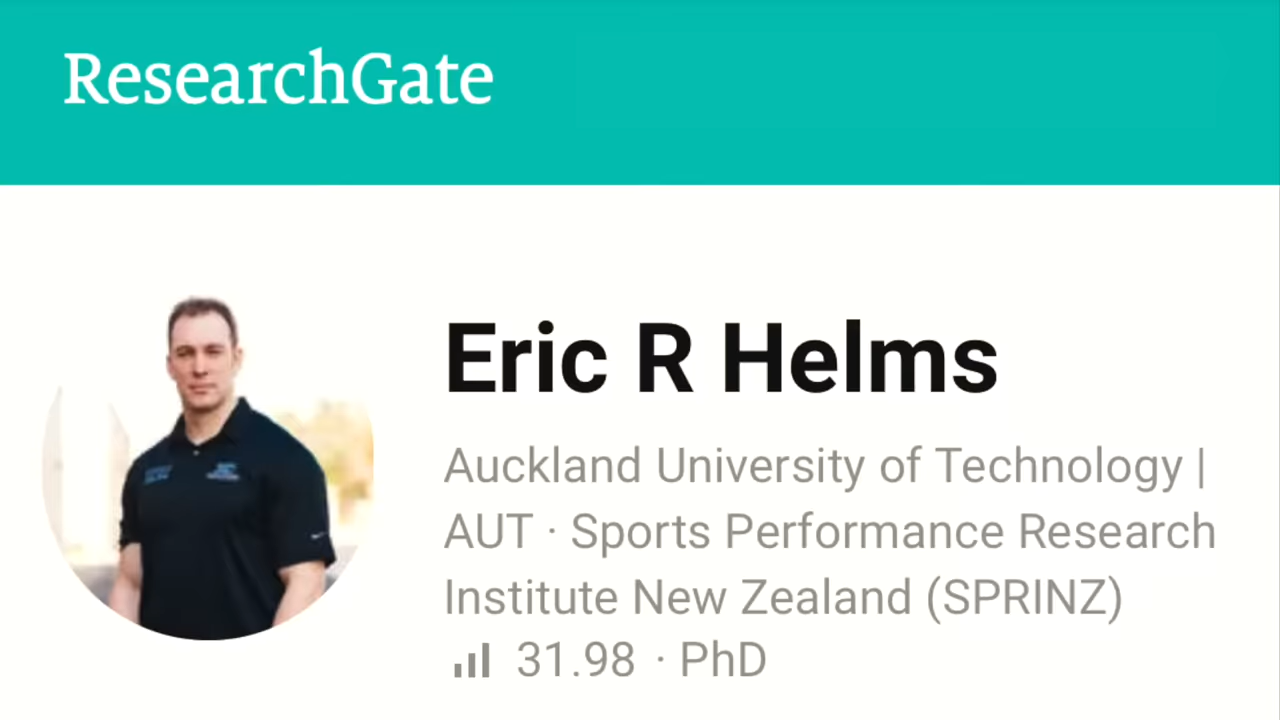 ResearchGate
Eric R Helms
Auckland University of Technology |
AUT · Sports Performance Research
Institute New Zealand (SPRINZ)
31.98 · PhD